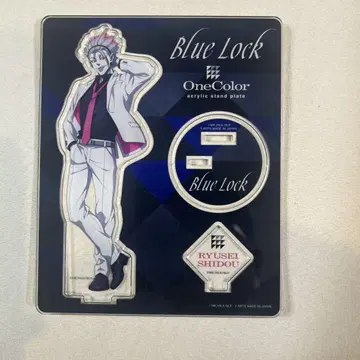 Blue Lock
OneColor
acrylic stand plate
Blue Lock
RYUSEI
SHIDOU